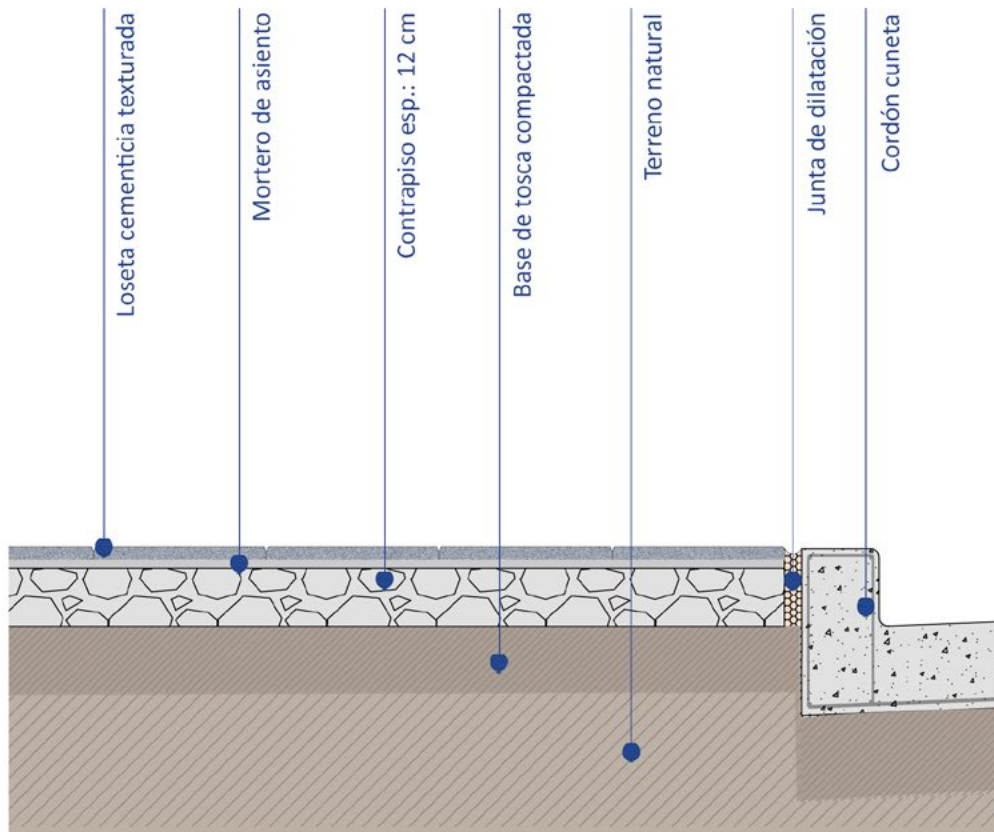 Loseta cementicia texturada
Mortero de asiento
Contrapiso esp.: 12 cm
Base de tosca compactada
Terreno natural
Junta de dilatación
Cordón cuneta